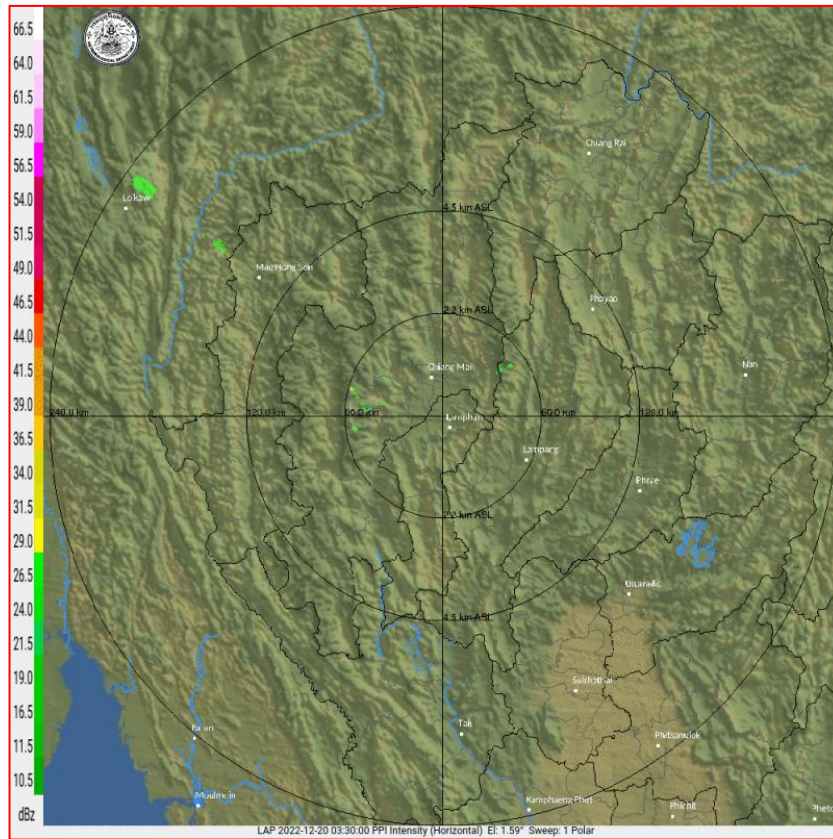 66.5
64.0
61.5
59.0
56.5
54.0
51.5
49.0
46.5
44.0
41.5
39.0
36.5
34.0
31.5
29.0
26.5
24.0
21.5
19.0
16.5
14.0
11.5
10.5
dBz
Chiang Rai
Loikaw
4.5 km ASL
Mae Hong Son
Phayao
2.2 km ASL
Chiang Mai
Nan
240.0 km
120.0 km
60.0 km
60.0 km
120.0 km
Lamphun
Lampang
Phrae
2.2 km ASL
Uttaradit
4.5 km ASL
Sukhothai
Tak
Pa'an
Phitsanulok
Moulmein
Kamphaeng Phet
Phichit
Phetc
LAP 2022-12-20 03:30:00 PPI Intensity (Horizontal) El: 1.59° Sweep: 1 Polar